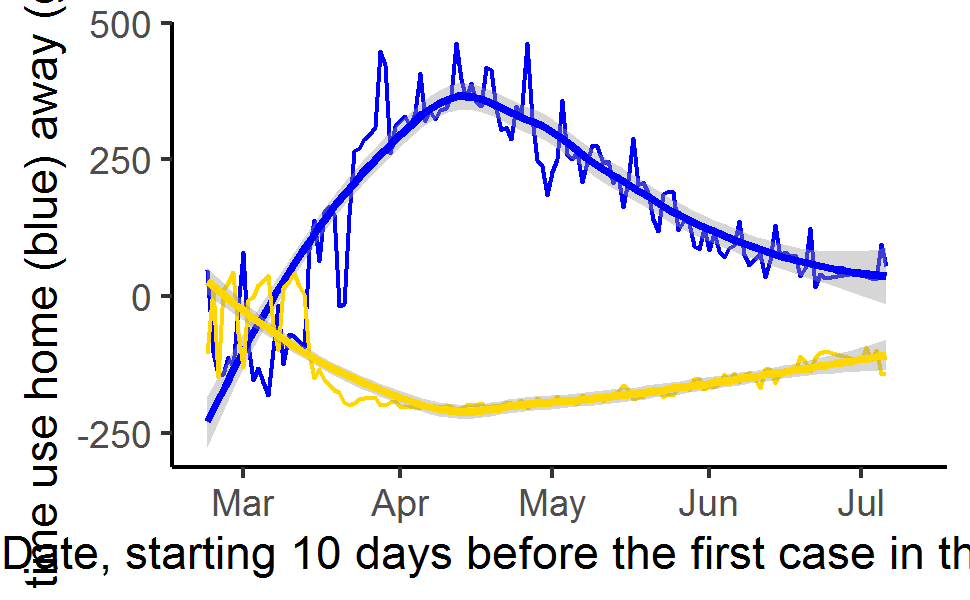 time use home (blue) away (
500
250
0
-250
Mar Apr May Jun Jul
Date, starting 10 days before the first case in th